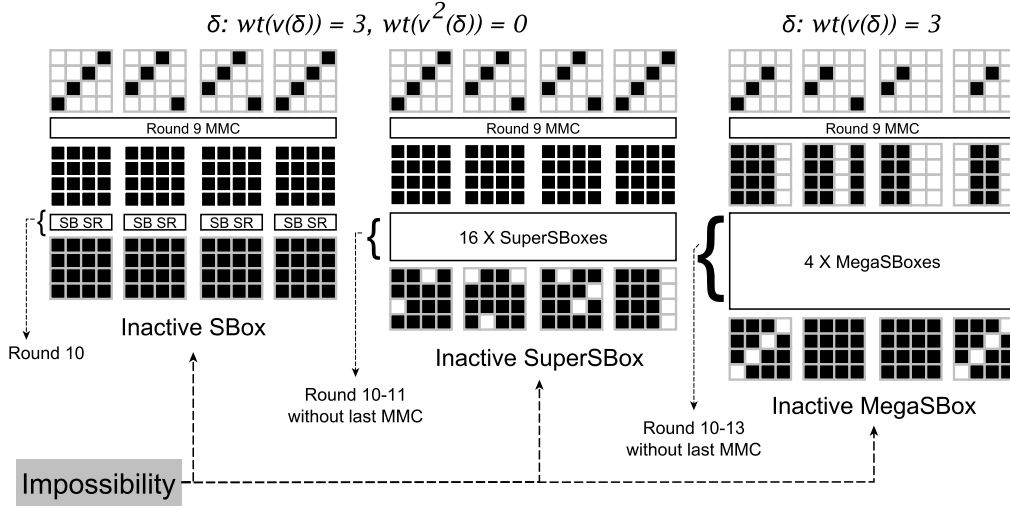 δ: wt(ν(δ)) = 3, wt(ν²(δ)) = 0
δ: wt(ν(δ)) = 3
Round 9 MMC
Round 9 MMC
Round 9 MMC
SB SR
SB SR
SB SR
SB SR
16 X SuperSBoxes
4 X MegaSBoxes
Inactive SBox
Round 10
Inactive SuperSBox
Round 10-11
without last MMC
Inactive MegaSBox
Round 10-13
without last MMC
Impossibility